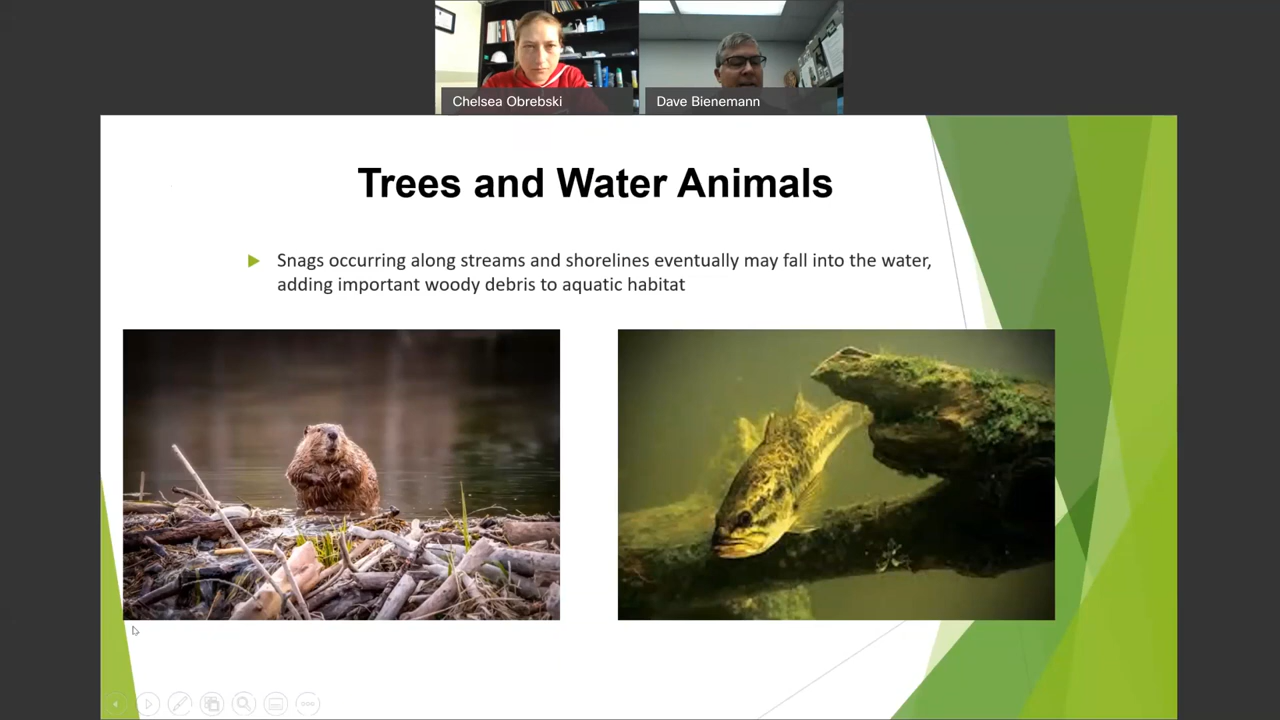 Chelsea Obrebski
Dave Bienemann
Trees and Water Animals
Snags occurring along streams and shorelines eventually may fall into the water,
adding important woody debris to aquatic habitat